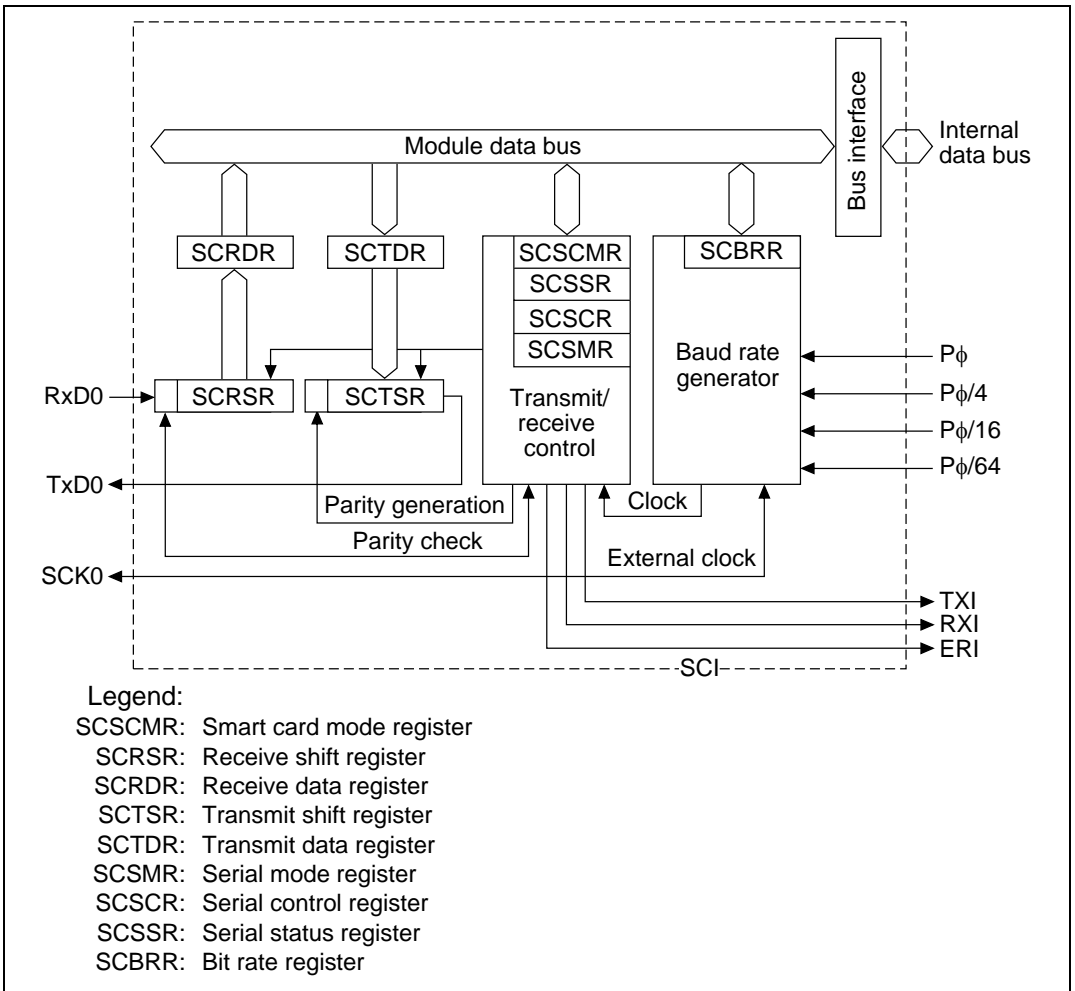 Module data bus
Bus interface
Internal
data bus
SCRDR
SCTDR
SCSCMR
SCSSR
SCSCR
SCSMR
SCBRR
Baud rate
generator
Transmit/
receive
control
Pϕ
Pϕ/4
Pϕ/16
Pϕ/64
RxD0
SCRSR
SCTSR
TxD0
Parity generation
Clock
Parity check
External clock
SCK0
TXI
RXI
ERI
SCI
Legend:
SCSCMR: Smart card mode register
SCRSR: Receive shift register
SCRDR: Receive data register
SCTSR: Transmit shift register
SCTDR: Transmit data register
SCSMR: Serial mode register
SCSCR: Serial control register
SCSSR: Serial status register
SCBRR: Bit rate register